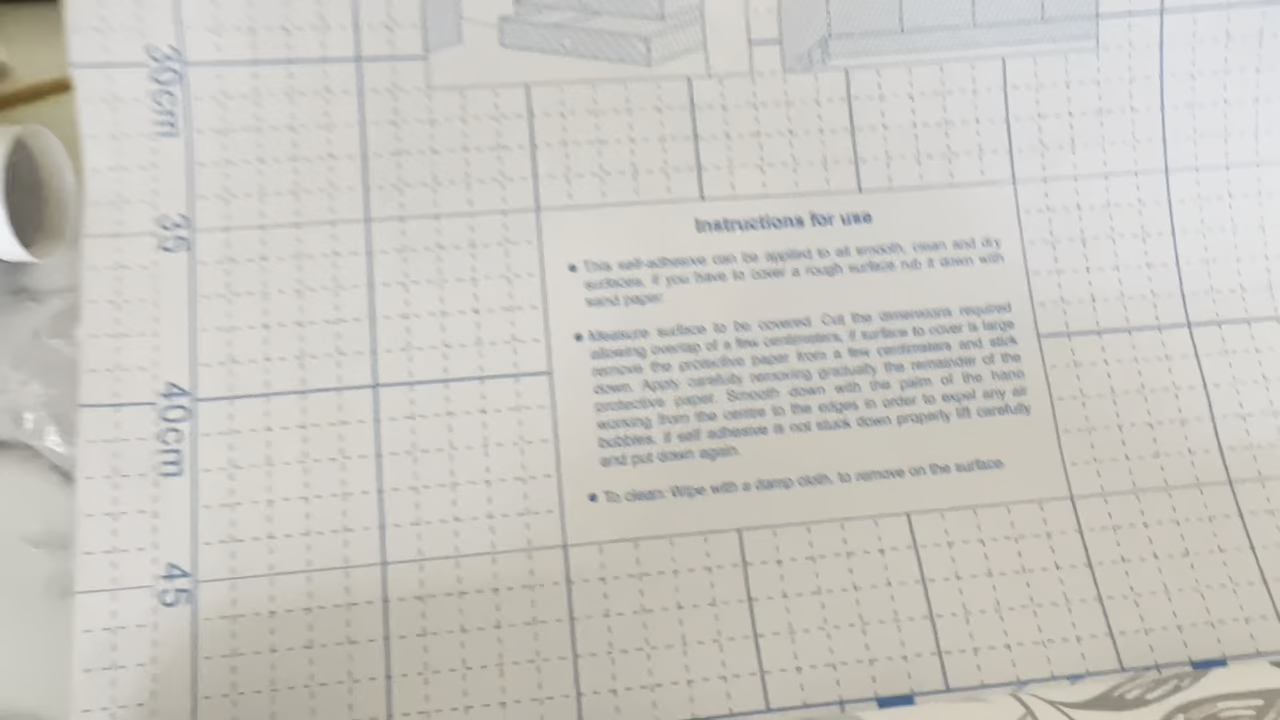 30cm
35
40cm
45
Instructions for use
• This self-adhesive can be applied to all smooth, clean and dry
surfaces, if you have to cover a rough surface rub it down with
sand paper.
• Measure surface to be covered. Cut the dimensions required
allowing overlap of a few centimeters, if surface to cover is large
remove the protective paper from a few centimeters and stick
down. Apply carefully removing gradually the remainder of the
protective paper. Smooth down with the palm of the hand
working from the centre to the edges in order to expel any air
bubbles, if self adhesive is not stuck down properly lift carefully
and put down again.
• To clean: Wipe with a damp cloth, to remove on the surface